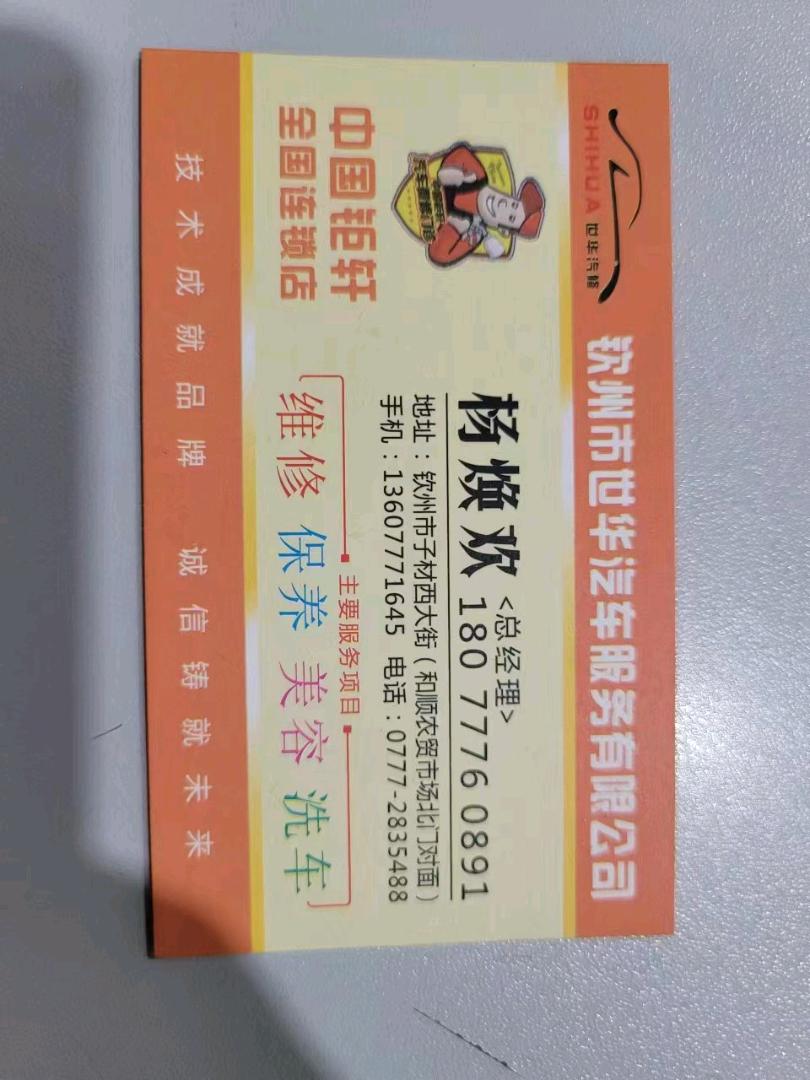 SHIHUA 世华汽修
钦州市世华汽车服务有限公司
杨焕欢 <总经理> 180 7776 0891
地址：钦州市子材西大街（和顺农贸市场北门对面）
手机：13607771645 电话：0777-2835488
中国钜轩
全国连锁店
主要服务项目
维修 保养 美容 洗车
技术成就品牌 诚信铸就未来